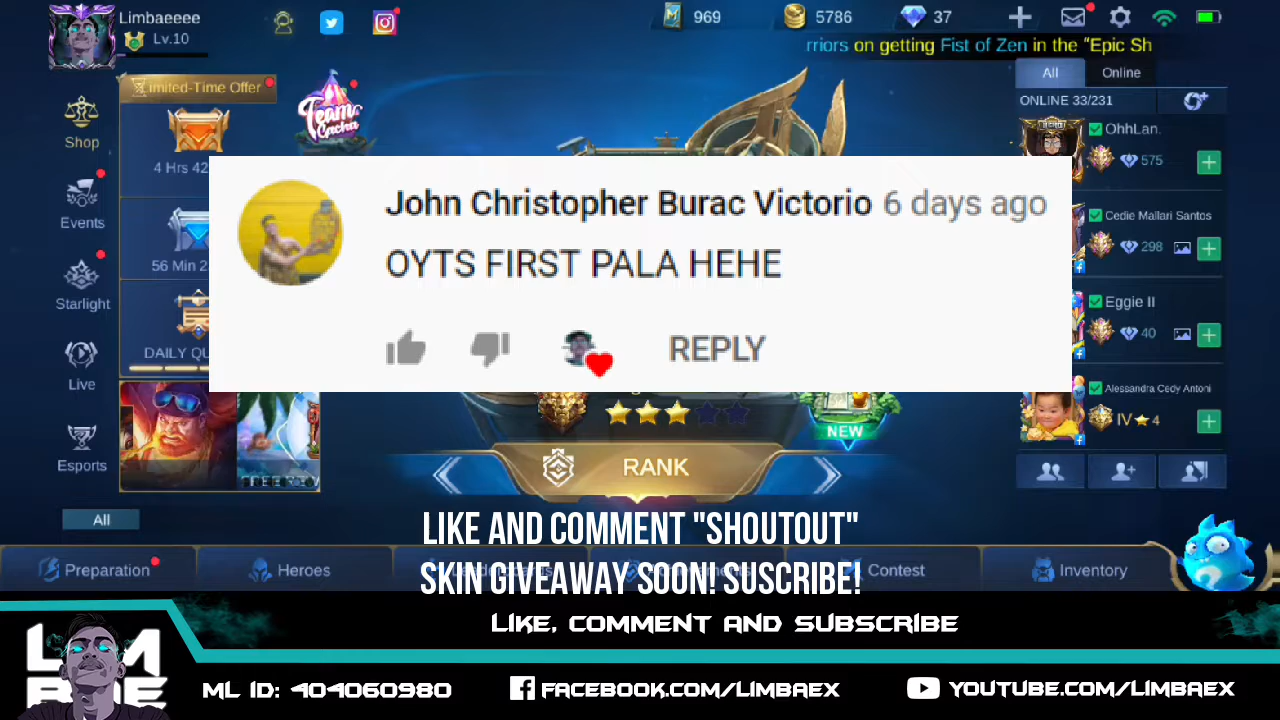 Limbaeeee
Lv.10
969
5786
37
rriors on getting Fist of Zen in the "Epic Sh
Limited-Time Offer
Team Gacha
All
Online
ONLINE 33/231
Shop
4 Hrs 42
OhhLan.
575
John Christopher Burac Victorio 6 days ago
OYTS FIRST PALA HEHE
REPLY
Events
56 Min 2
Cedie Mallari Santos
298
Starlight
Eggie II
40
DAILY QU
Live
Alessandra Cedy Antoni
IV 4
NEW
Esports
RANK
All
LIKE AND COMMENT "SHOUTOUT"
SKIN GIVEAWAY SOON! SUSCRIBE!
Preparation
Heroes
Contest
Inventory
LIKE, COMMENT AND SUBSCRIBE
LIM
BAE
ML ID: 404060980
FACEBOOK.COM/LIMBAEX
YOUTUBE.COM/LIMBAEX